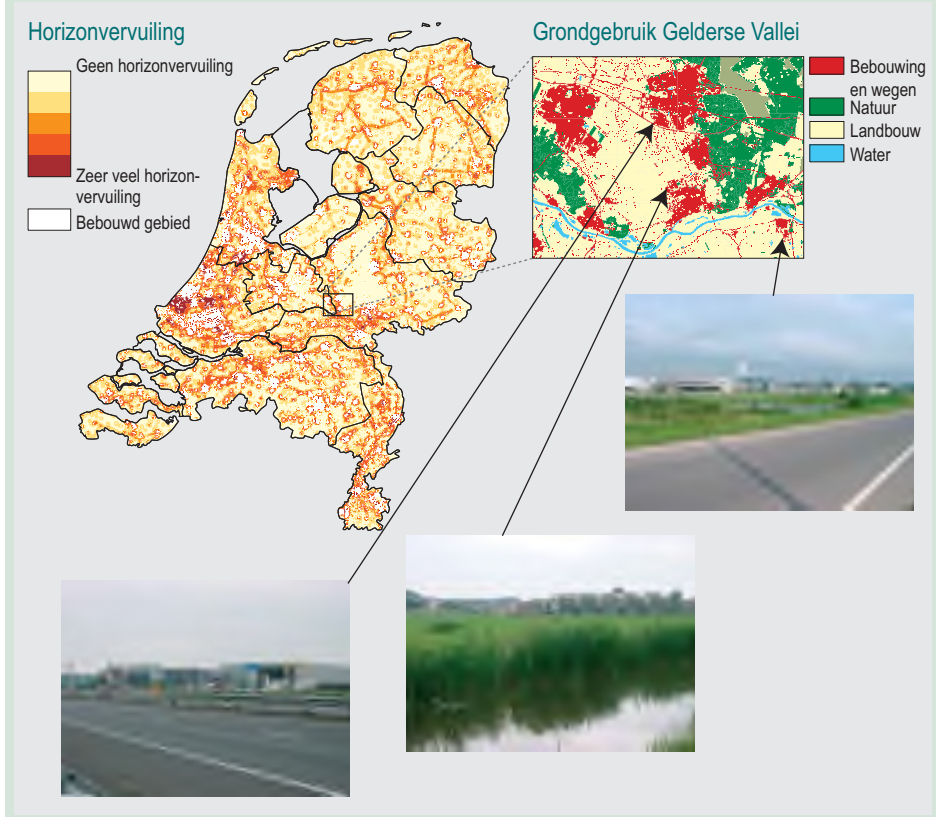 Horizonvervuiling
Geen horizonvervuiling
Zeer veel horizon-
vervuiling
Bebouwd gebied
Grondgebruik Gelderse Vallei
Bebouwing
en wegen
Natuur
Landbouw
Water